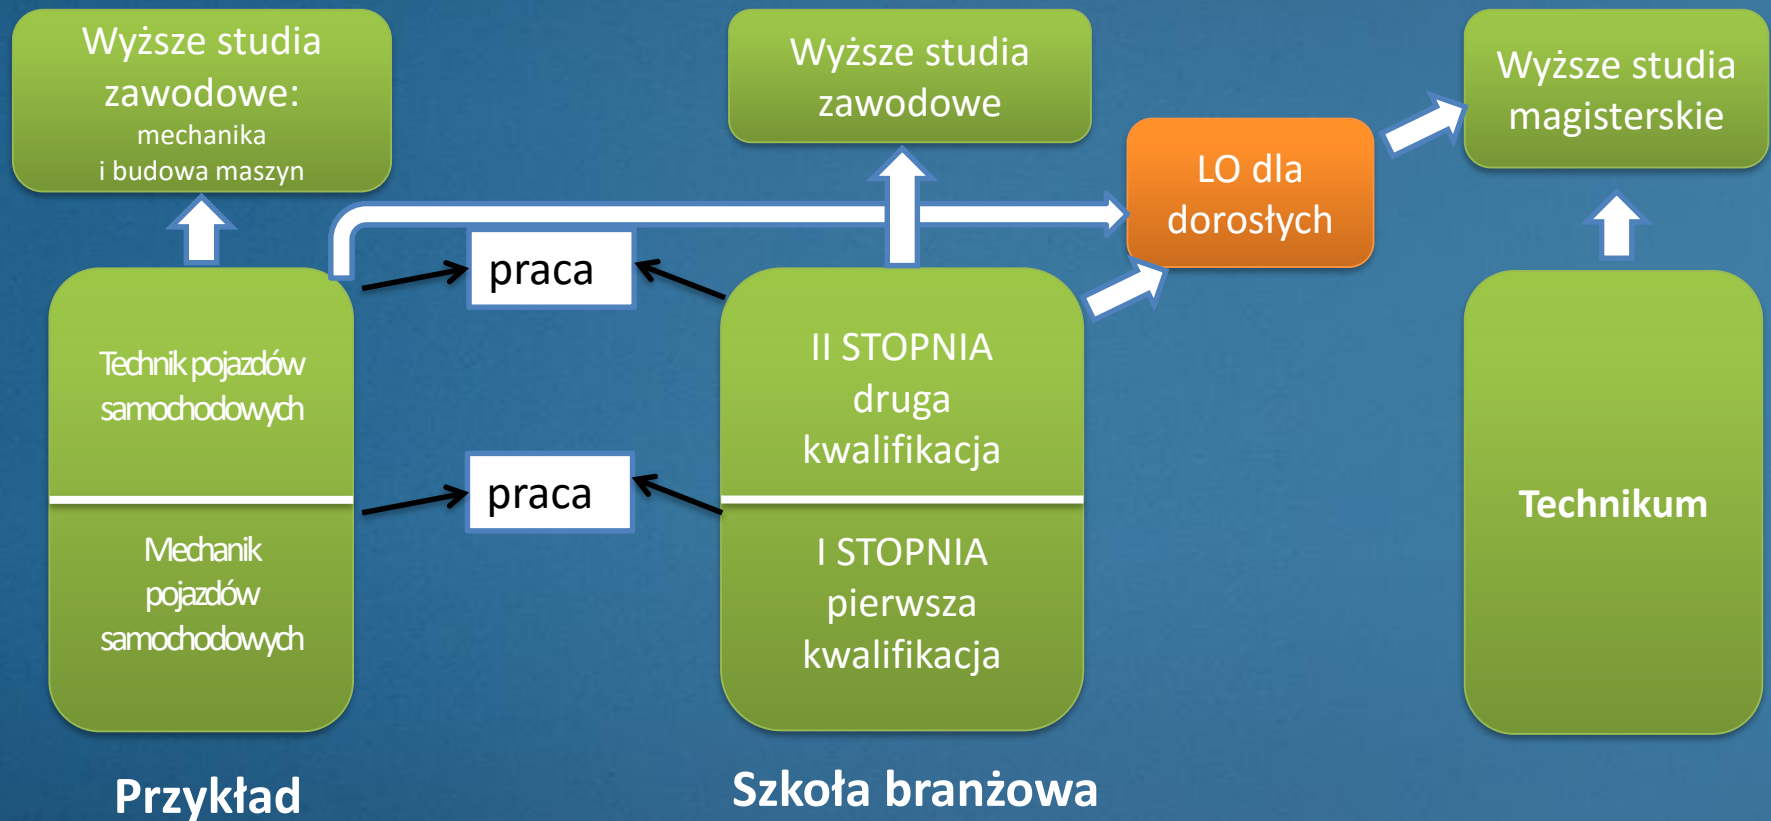 Wyższe studia
zawodowe:
mechanika
i budowa maszyn
Wyższe studia
zawodowe
Wyższe studia
magisterskie
LO dla
dorosłych
praca
Technik pojazdów
samochodowych
II STOPNIA
druga
kwalifikacja
praca
Technikum
Mechanik
pojazdów
samochodowych
I STOPNIA
pierwsza
kwalifikacja
Przykład
Szkoła branżowa